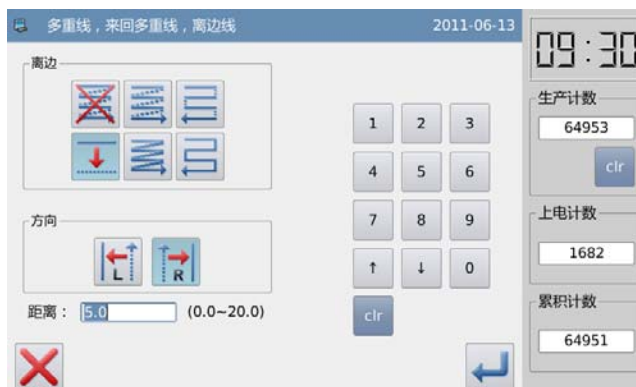 多重线，来回多重线，离边线 2011-06-13
09:30
离边
生产计数
64953
clr
1 2 3
4 5 6
方向
7 8 9
上电计数
1682
L R
↑ ↓ 0
距离： 5.0 (0.0~20.0)
clr
累积计数
64951